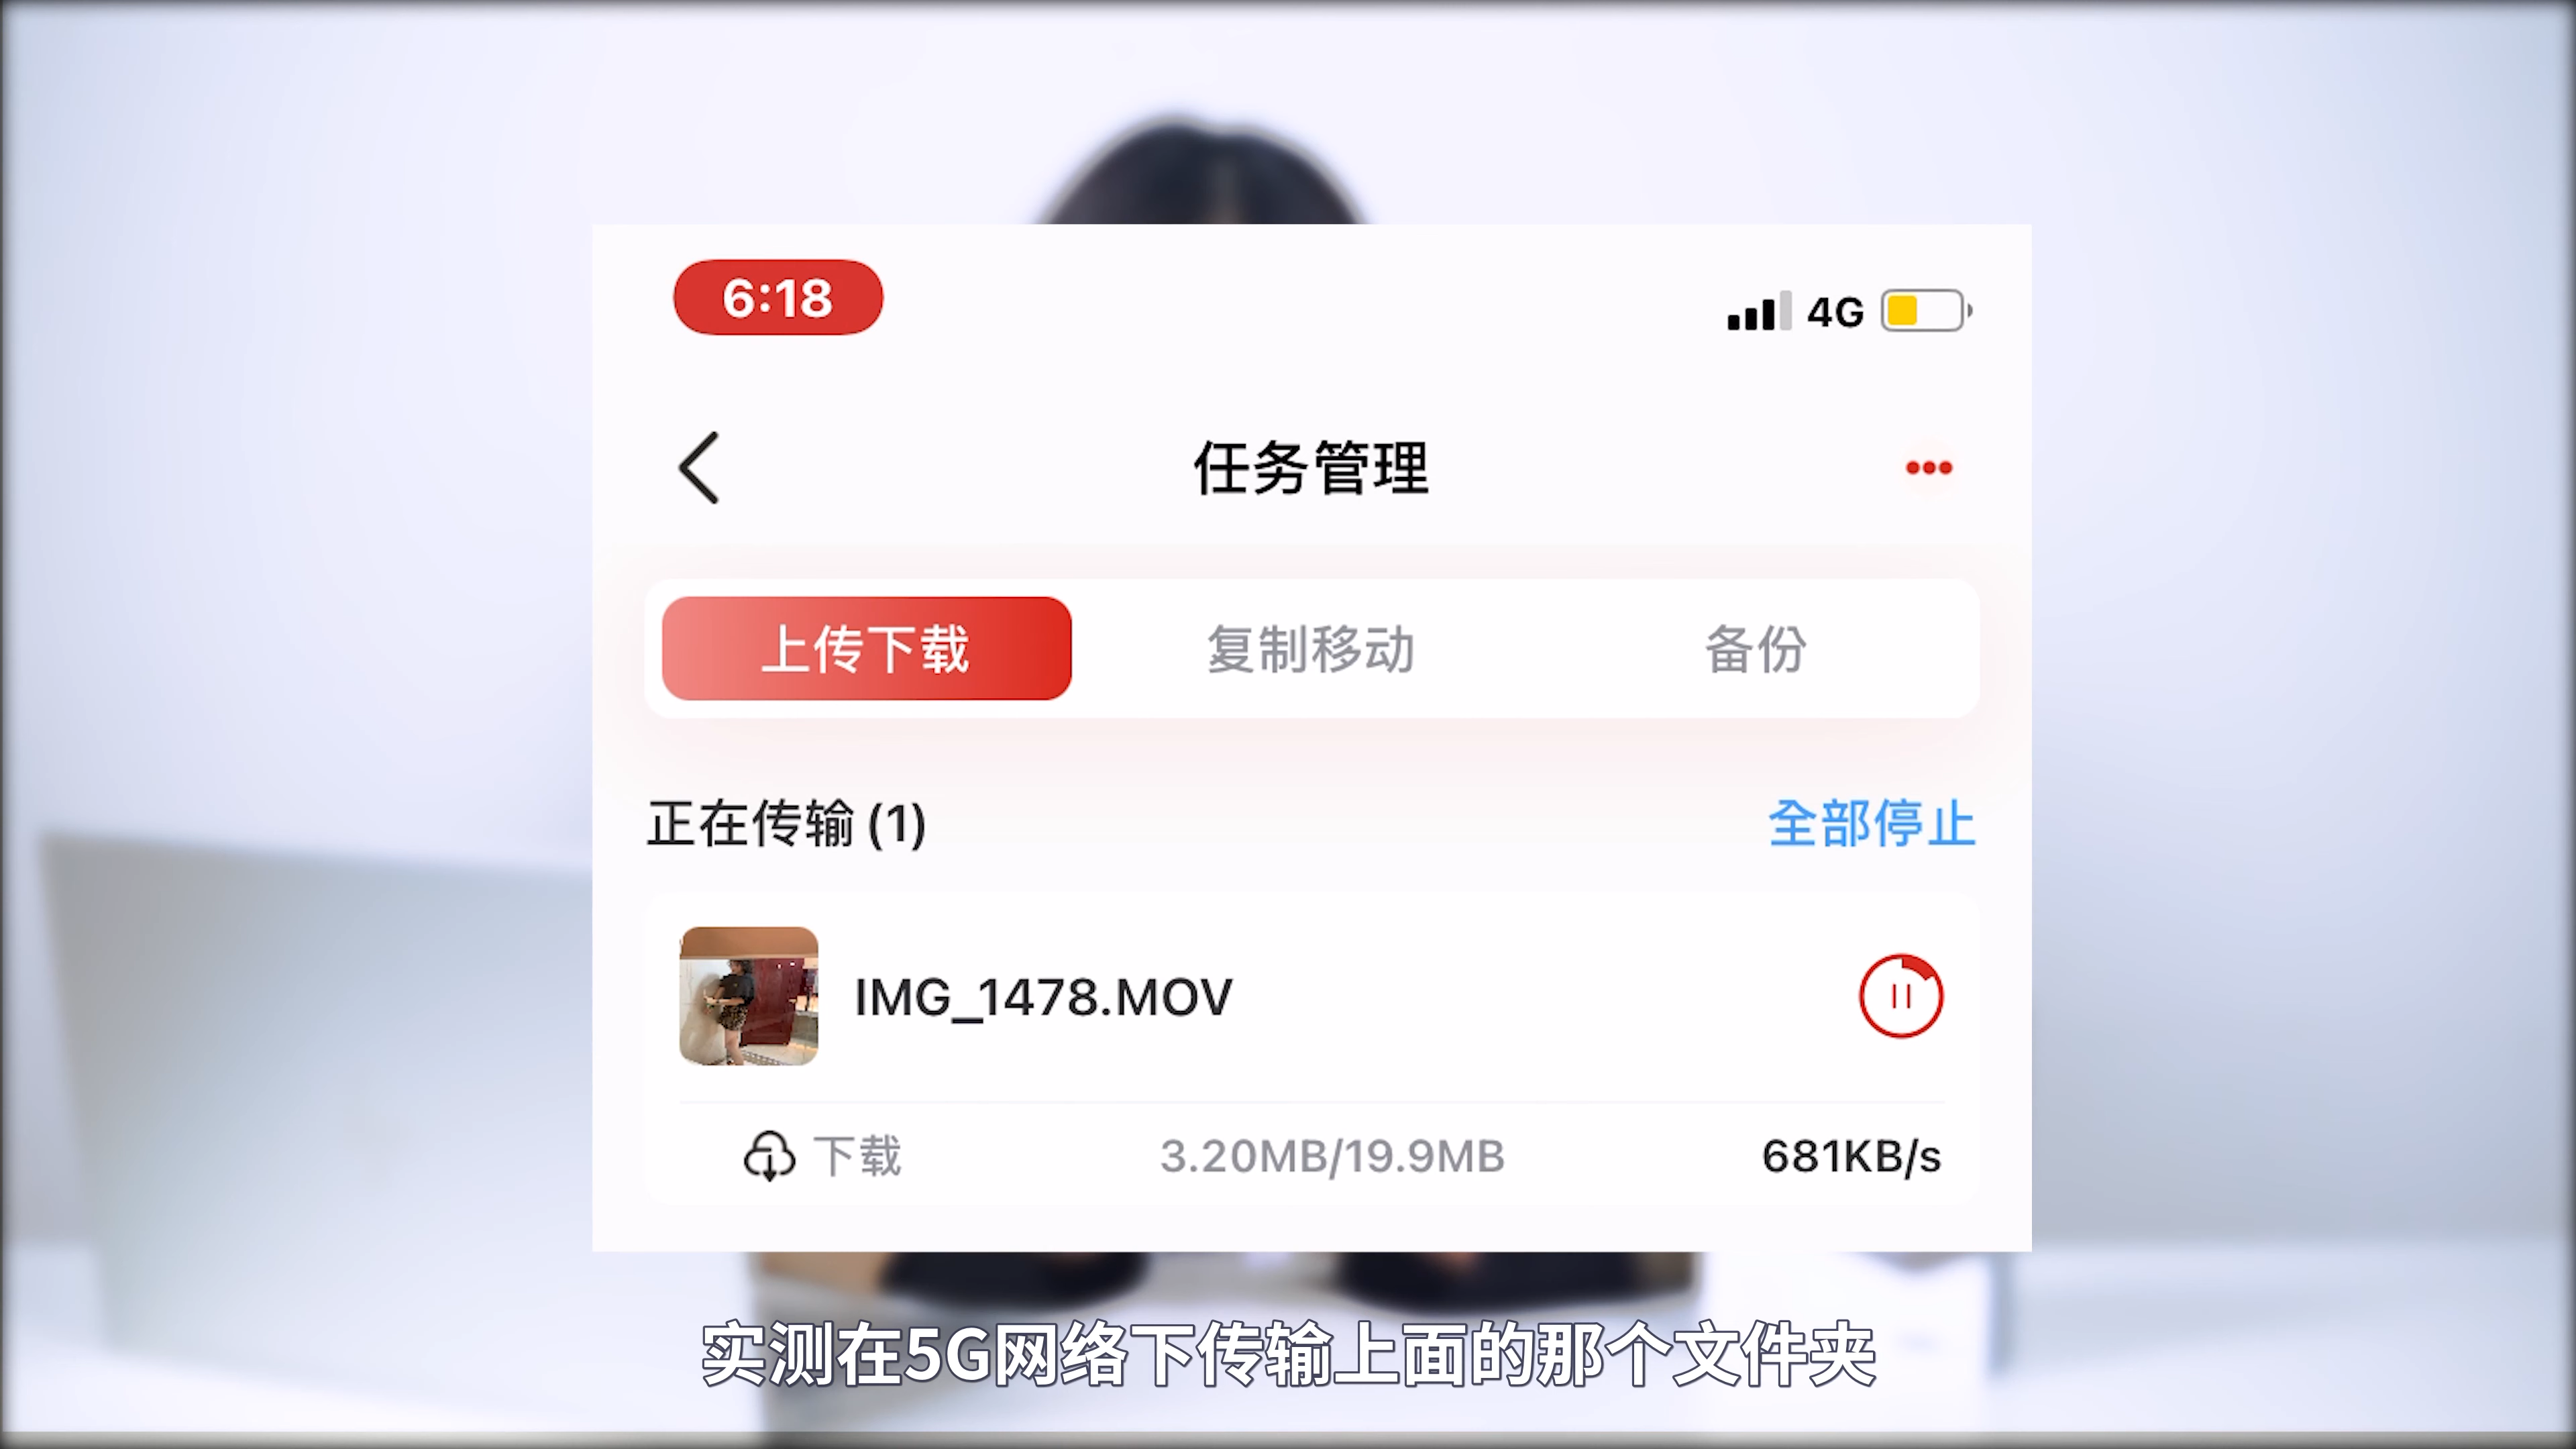 6:18
4G
任务管理
上传下载
复制移动
备份
正在传输 (1)
全部停止
IMG_1478.MOV
下载
3.20MB/19.9MB
681KB/s
实测在5G网络下传输上面的那个文件夹